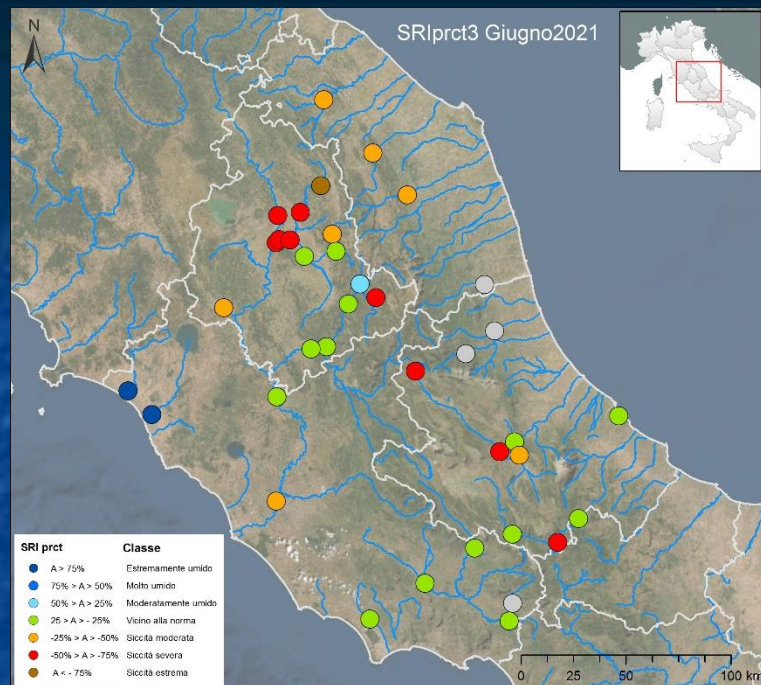 SRIprct3 Giugno2021
N
SRI prct Classe
A > 75% Estremamente umido
75% > A > 50% Molto umido
50% > A > 25% Moderatamente umido
25 > A > - 25% Vicino alla norma
-25% > A > -50% Siccità moderata
-50% > A > -75% Siccità severa
A < - 75% Siccità estrema
0 25 50 100 km